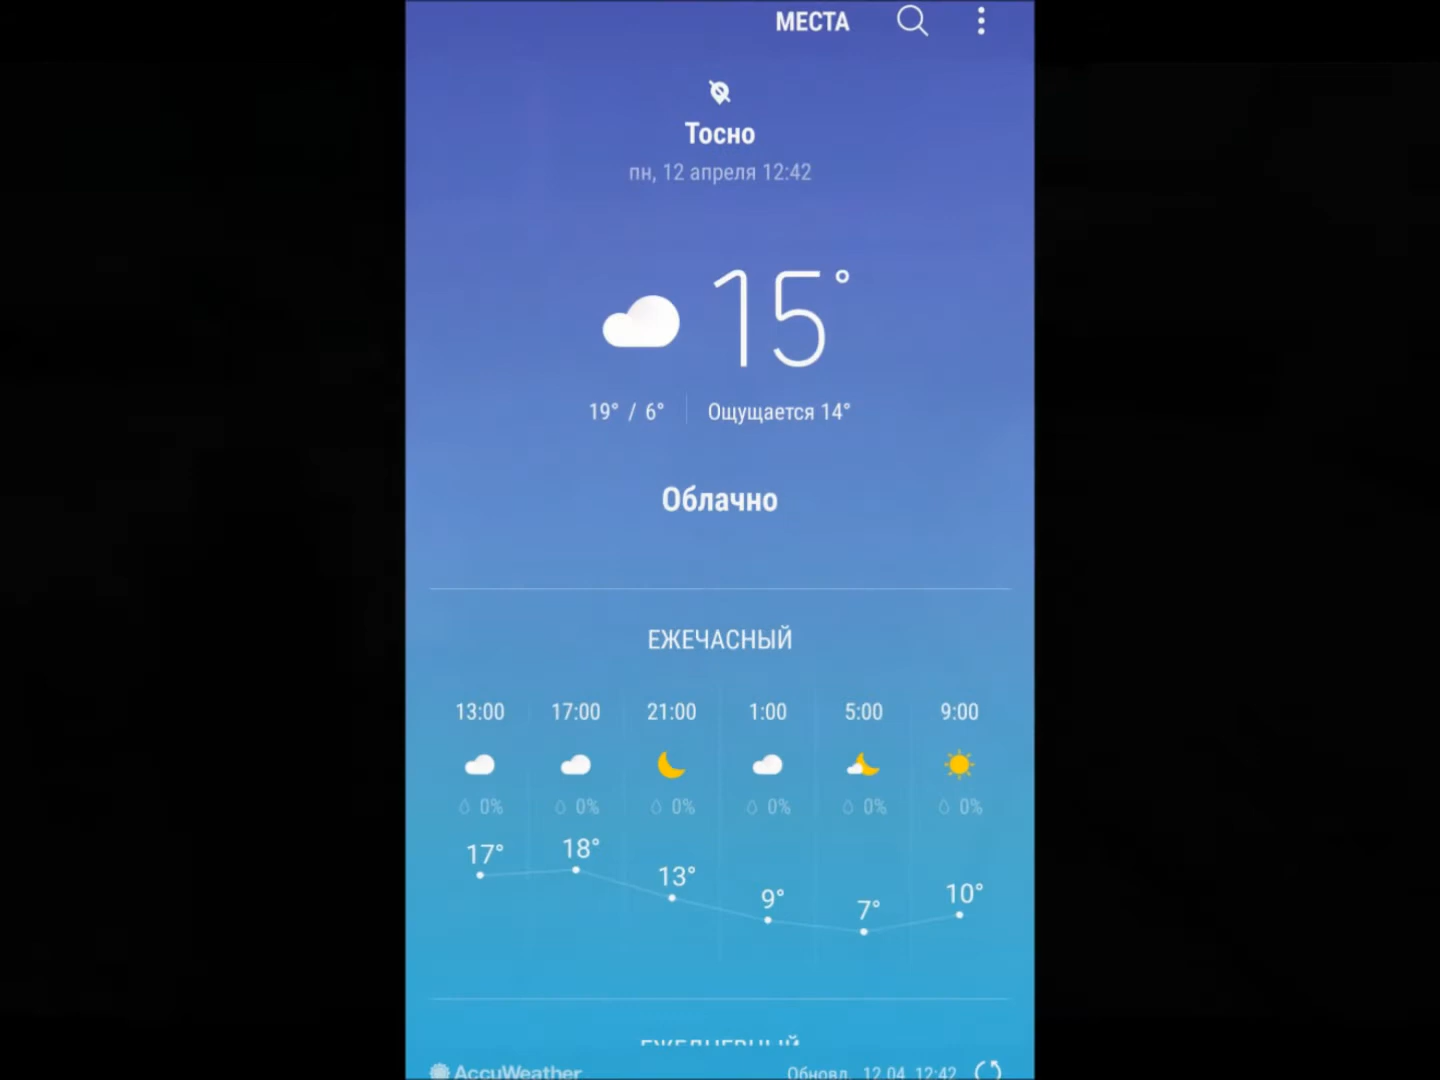 МЕСТА
Тосно
пн, 12 апреля 12:42
15°
19° / 6° Ощущается 14°
Облачно
ЕЖЕЧАСНЫЙ
13:00 17:00 21:00 1:00 5:00 9:00
0% 0% 0% 0% 0% 0%
17° 18° 13° 9° 7° 10°
ЕЖЕДНЕВНЫЙ
AccuWeather Обновл. 12.04 12:42